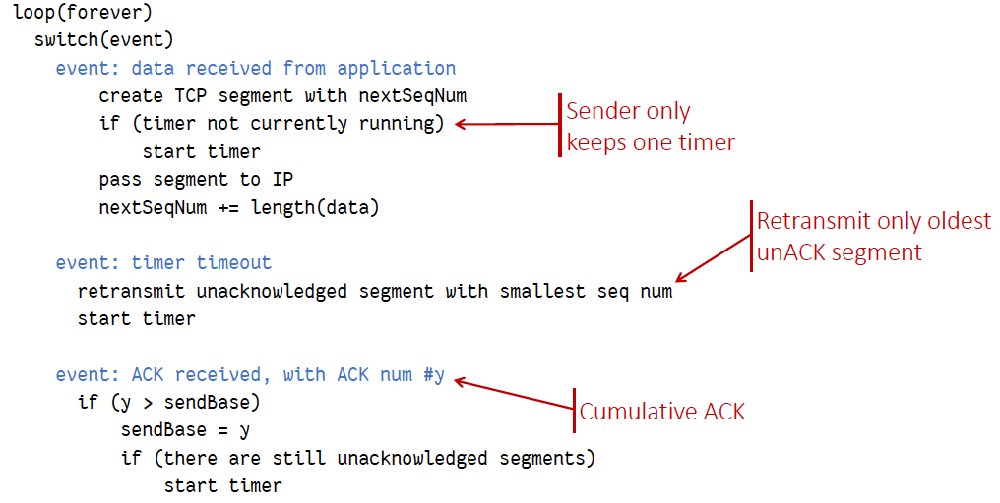 loop(forever)
switch(event)
event: data received from application
create TCP segment with nextSeqNum
if (timer not currently running)
start timer
pass segment to IP
nextSeqNum += length(data)
Sender only
keeps one timer
event: timer timeout
retransmit unacknowledged segment with smallest seq num
start timer
Retransmit only oldest
unACK segment
event: ACK received, with ACK num #y
if (y > sendBase)
sendBase = y
if (there are still unacknowledged segments)
start timer
Cumulative ACK